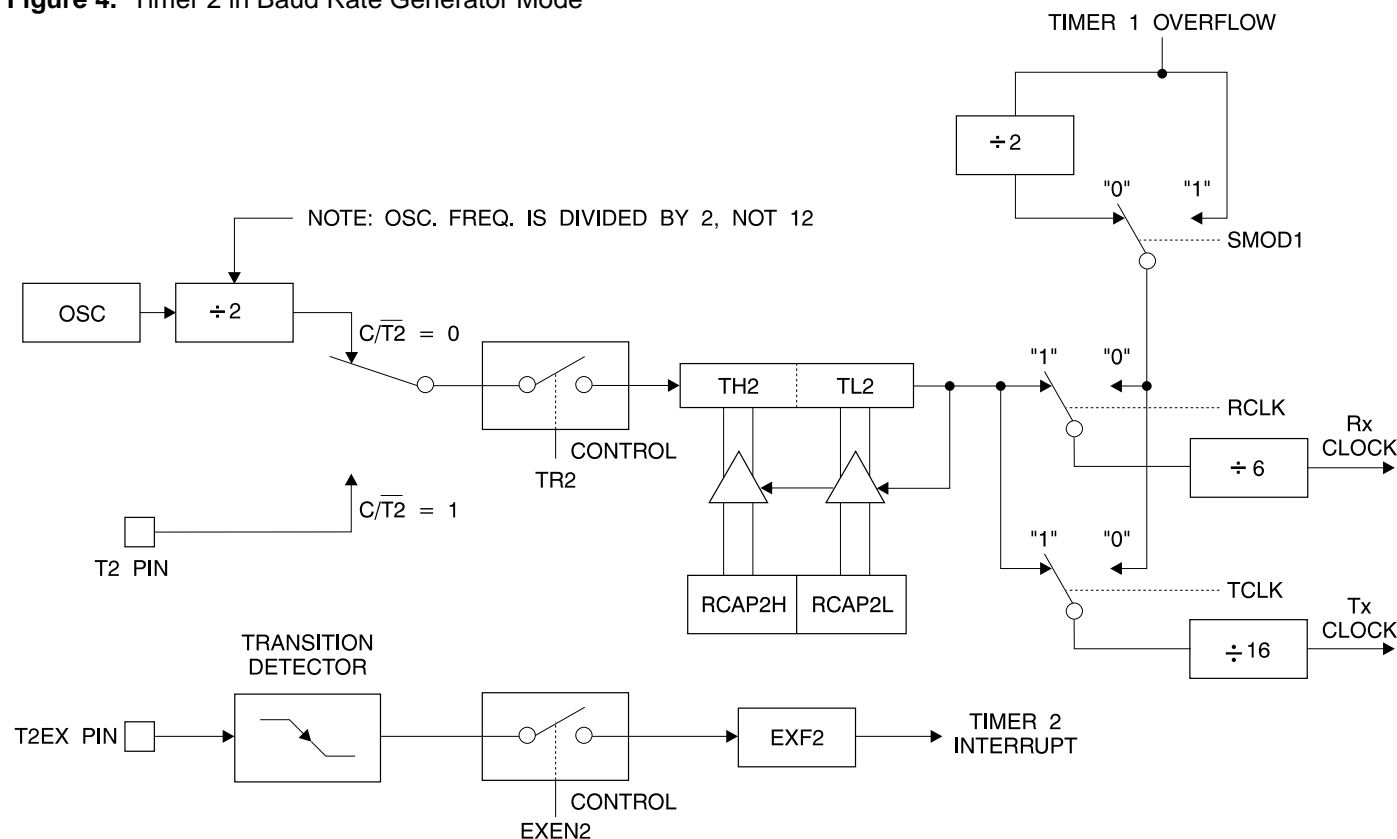 Figure 4. Timer 2 in Baud Rate Generator Mode
TIMER 1 OVERFLOW
÷2
"0"
"1"
NOTE: OSC. FREQ. IS DIVIDED BY 2, NOT 12
SMOD1
OSC
÷2
C/T2̅ = 0
"1"
"0"
TH2
TL2
RCLK
CONTROL
TR2
Rx
CLOCK
÷ 6
C/T2̅ = 1
T2 PIN
"1"
"0"
RCAP2H
RCAP2L
TCLK
Tx
CLOCK
÷ 16
TRANSITION
DETECTOR
T2EX PIN
EXF2
TIMER 2
INTERRUPT
CONTROL
EXEN2